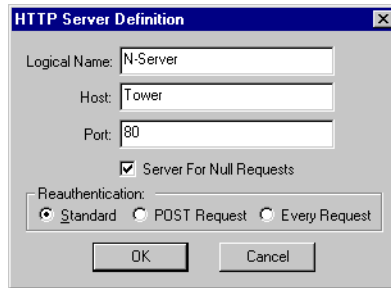 HTTP Server Definition
Logical Name: N-Server
Host: Tower
Port: 80
Server For Null Requests
Reauthentication:
Standard POST Request Every Request
OK Cancel